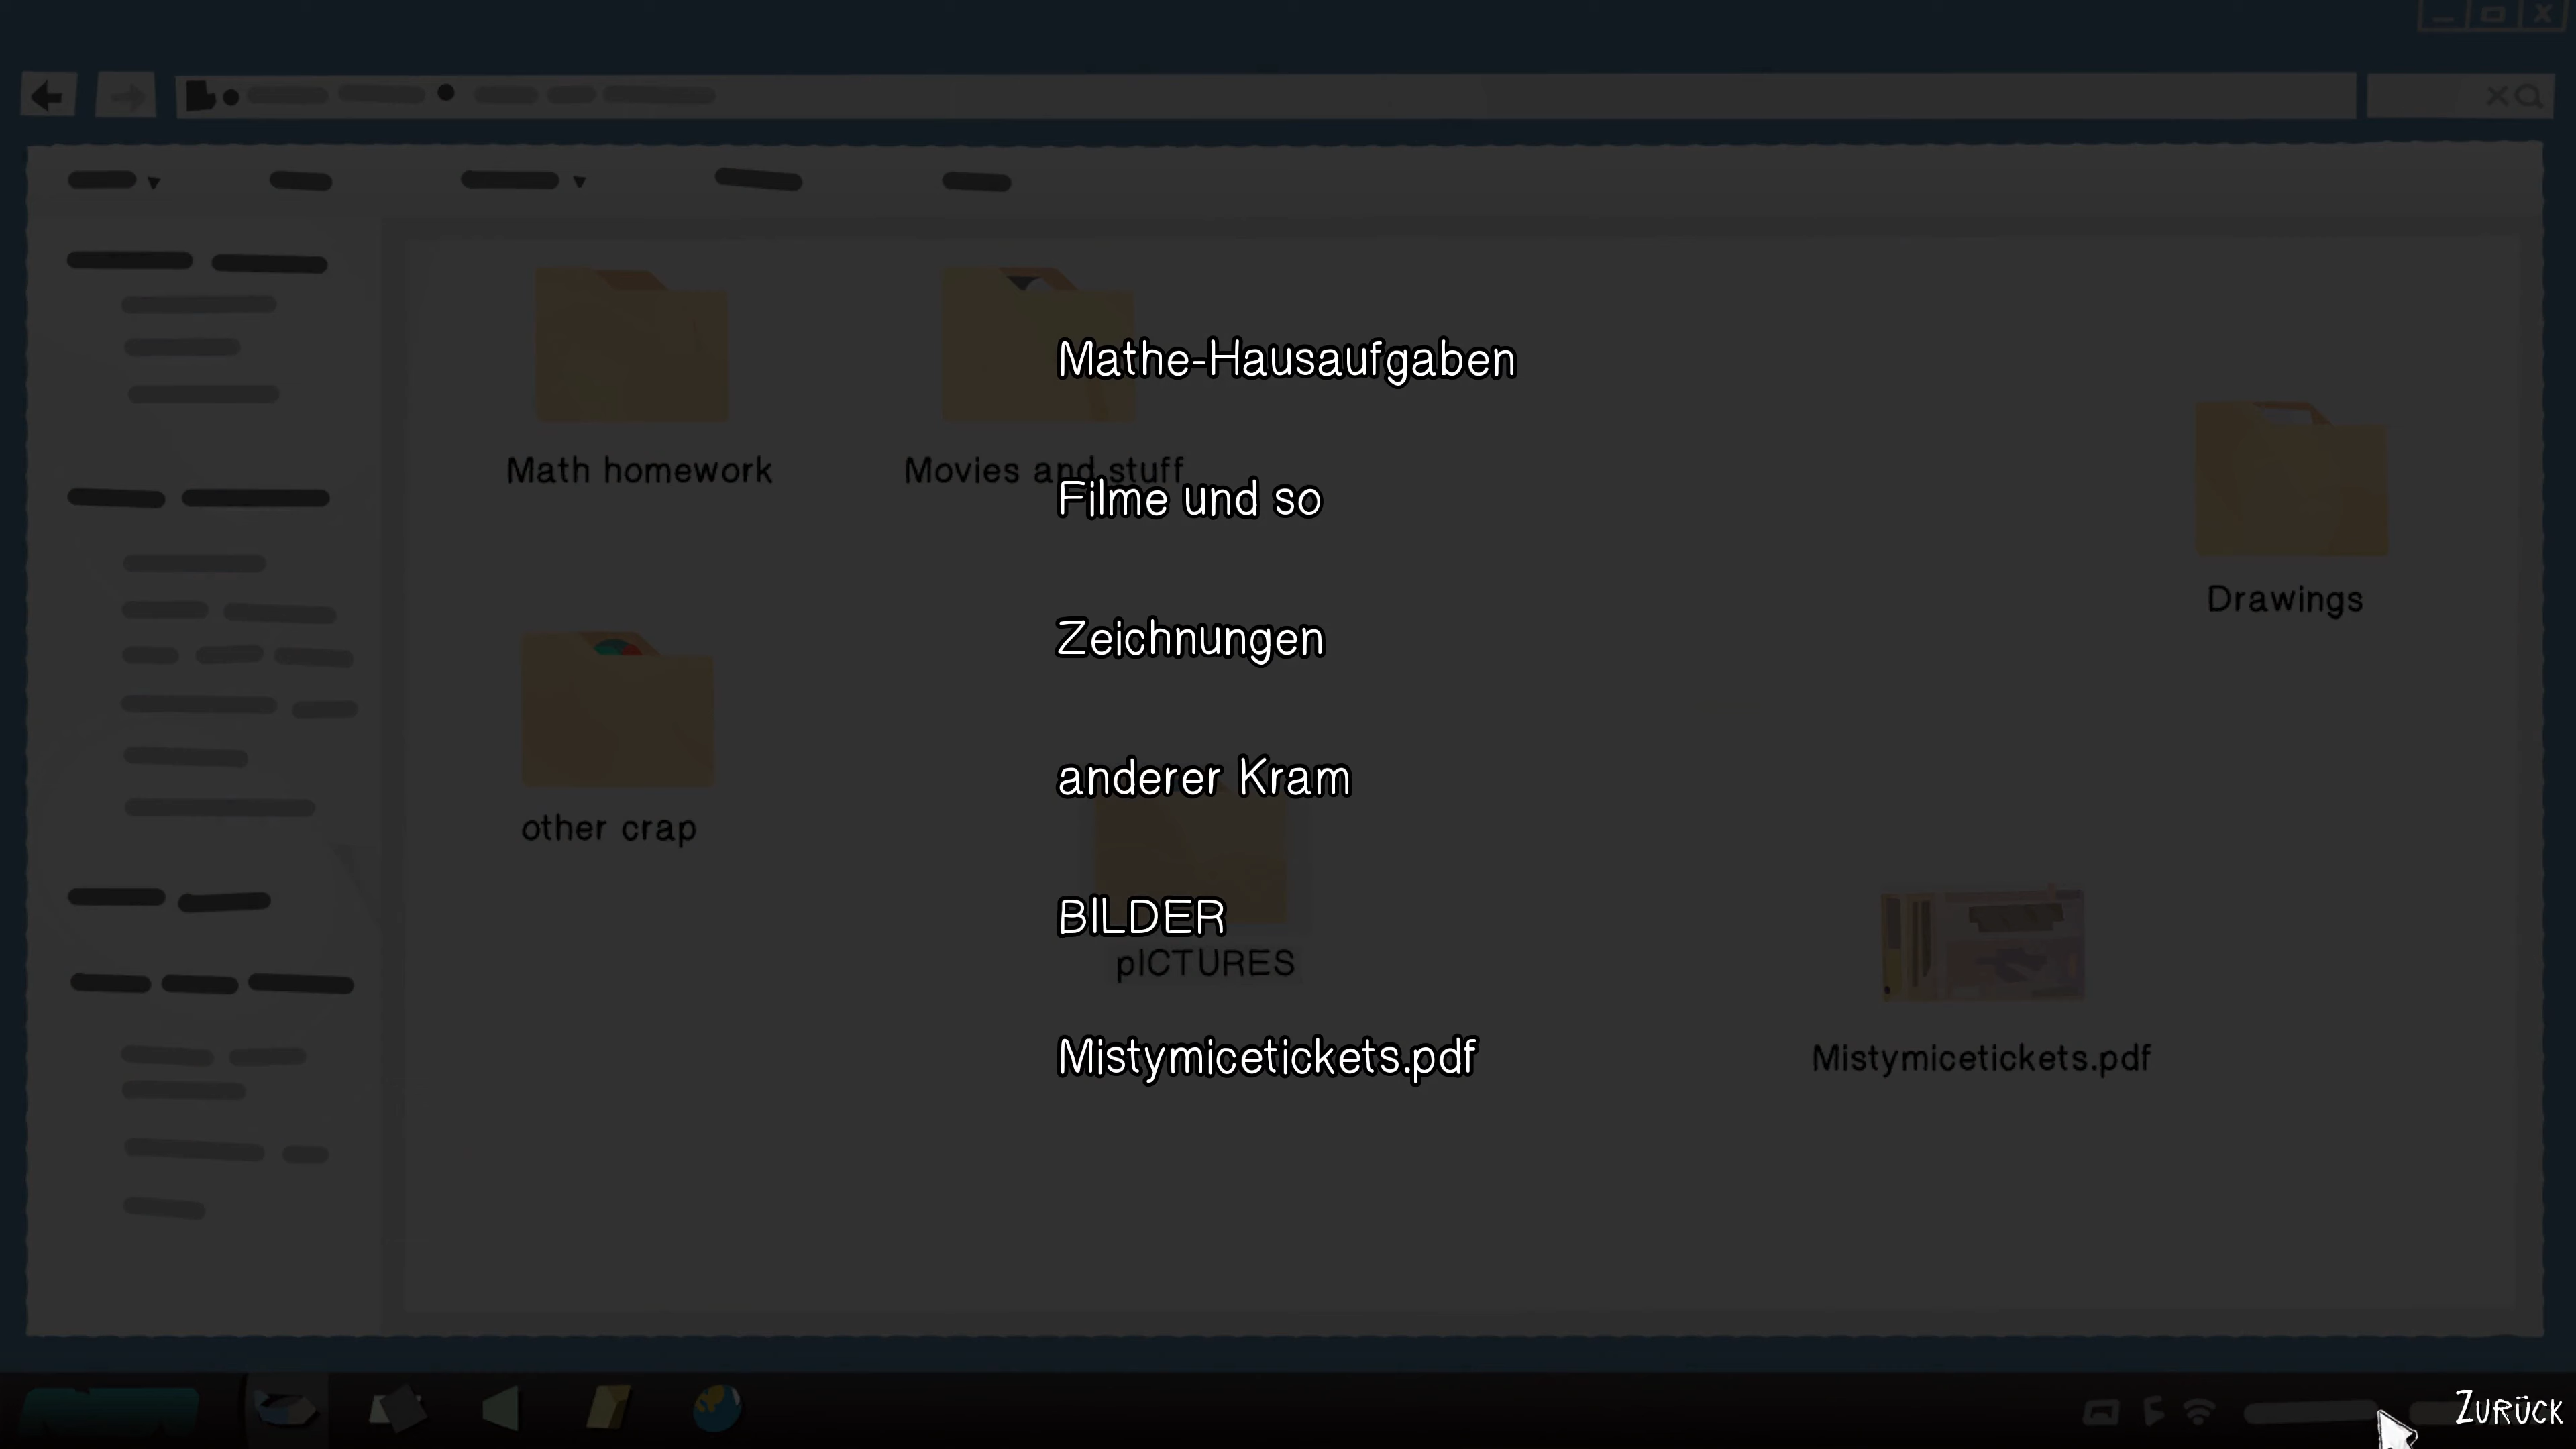 Mathe-Hausaufgaben
Math homework
Movies and stuff
Filme und so
Drawings
Zeichnungen
anderer Kram
other crap
BILDER
pICTURES
Mistymicetickets.pdf
Mistymicetickets.pdf
Zurück